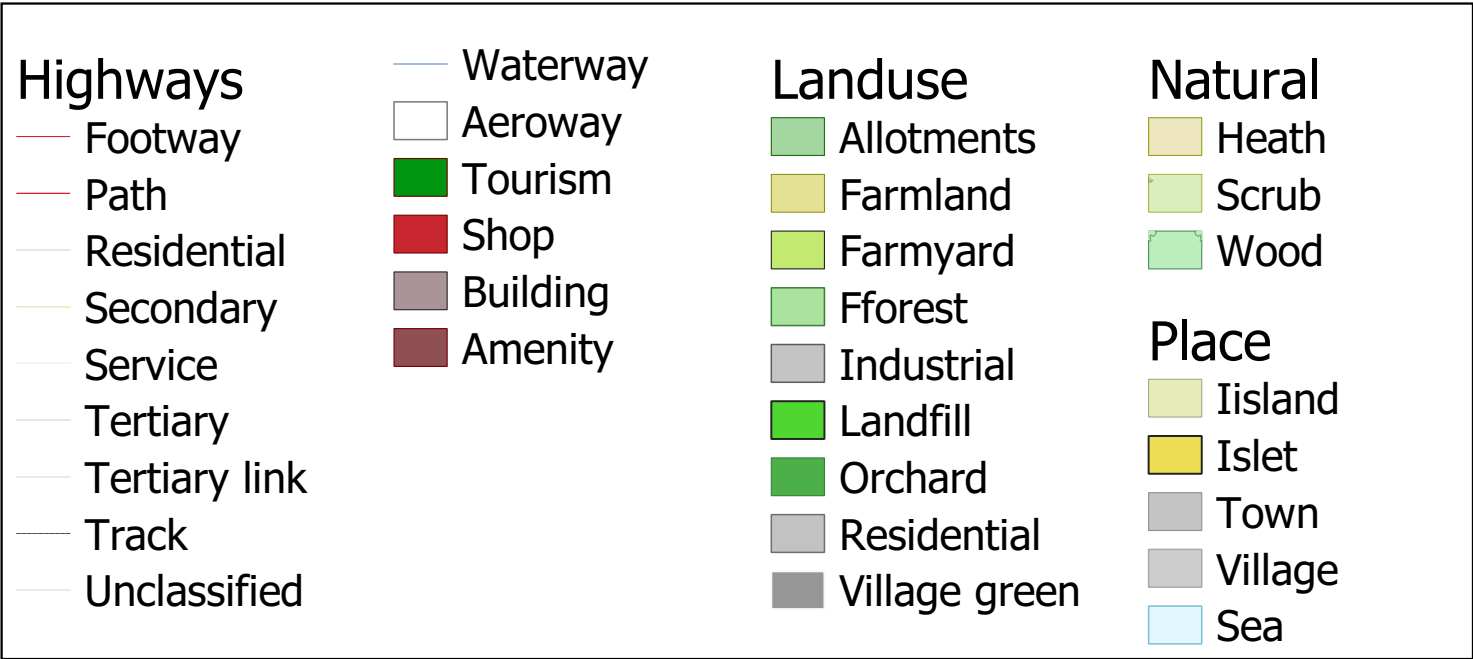 Highways
Footway
Path
Residential
Secondary
Service
Tertiary
Tertiary link
Track
Unclassified
Waterway
Aeroway
Tourism
Shop
Building
Amenity
Landuse
Allotments
Farmland
Farmyard
Fforest
Industrial
Landfill
Orchard
Residential
Village green
Natural
Heath
Scrub
Wood
Place
Iisland
Islet
Town
Village
Sea